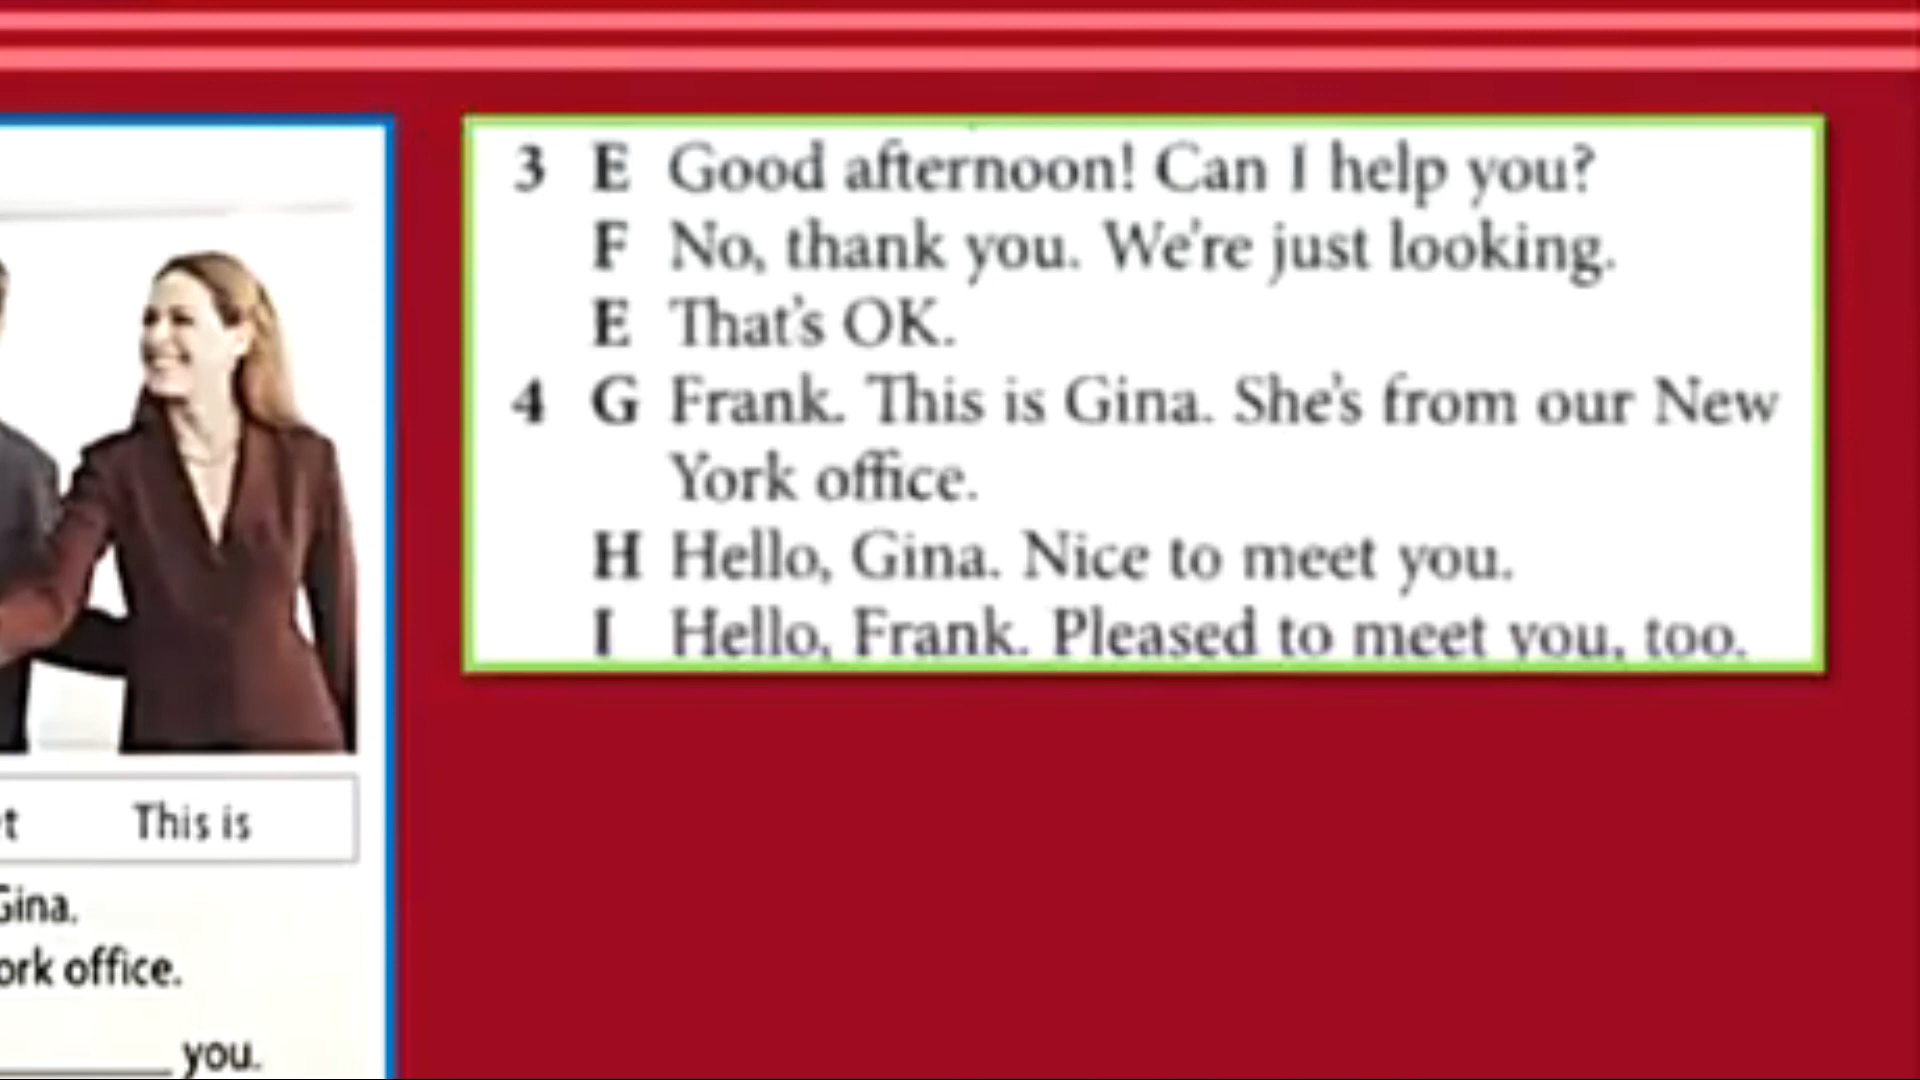 3 E Good afternoon! Can I help you?
F No, thank you. We're just looking.
E That's OK.
4 G Frank. This is Gina. She's from our New
York office.
H Hello, Gina. Nice to meet you.
I Hello, Frank. Pleased to meet you, too.
This is
Gina.
office.
you.